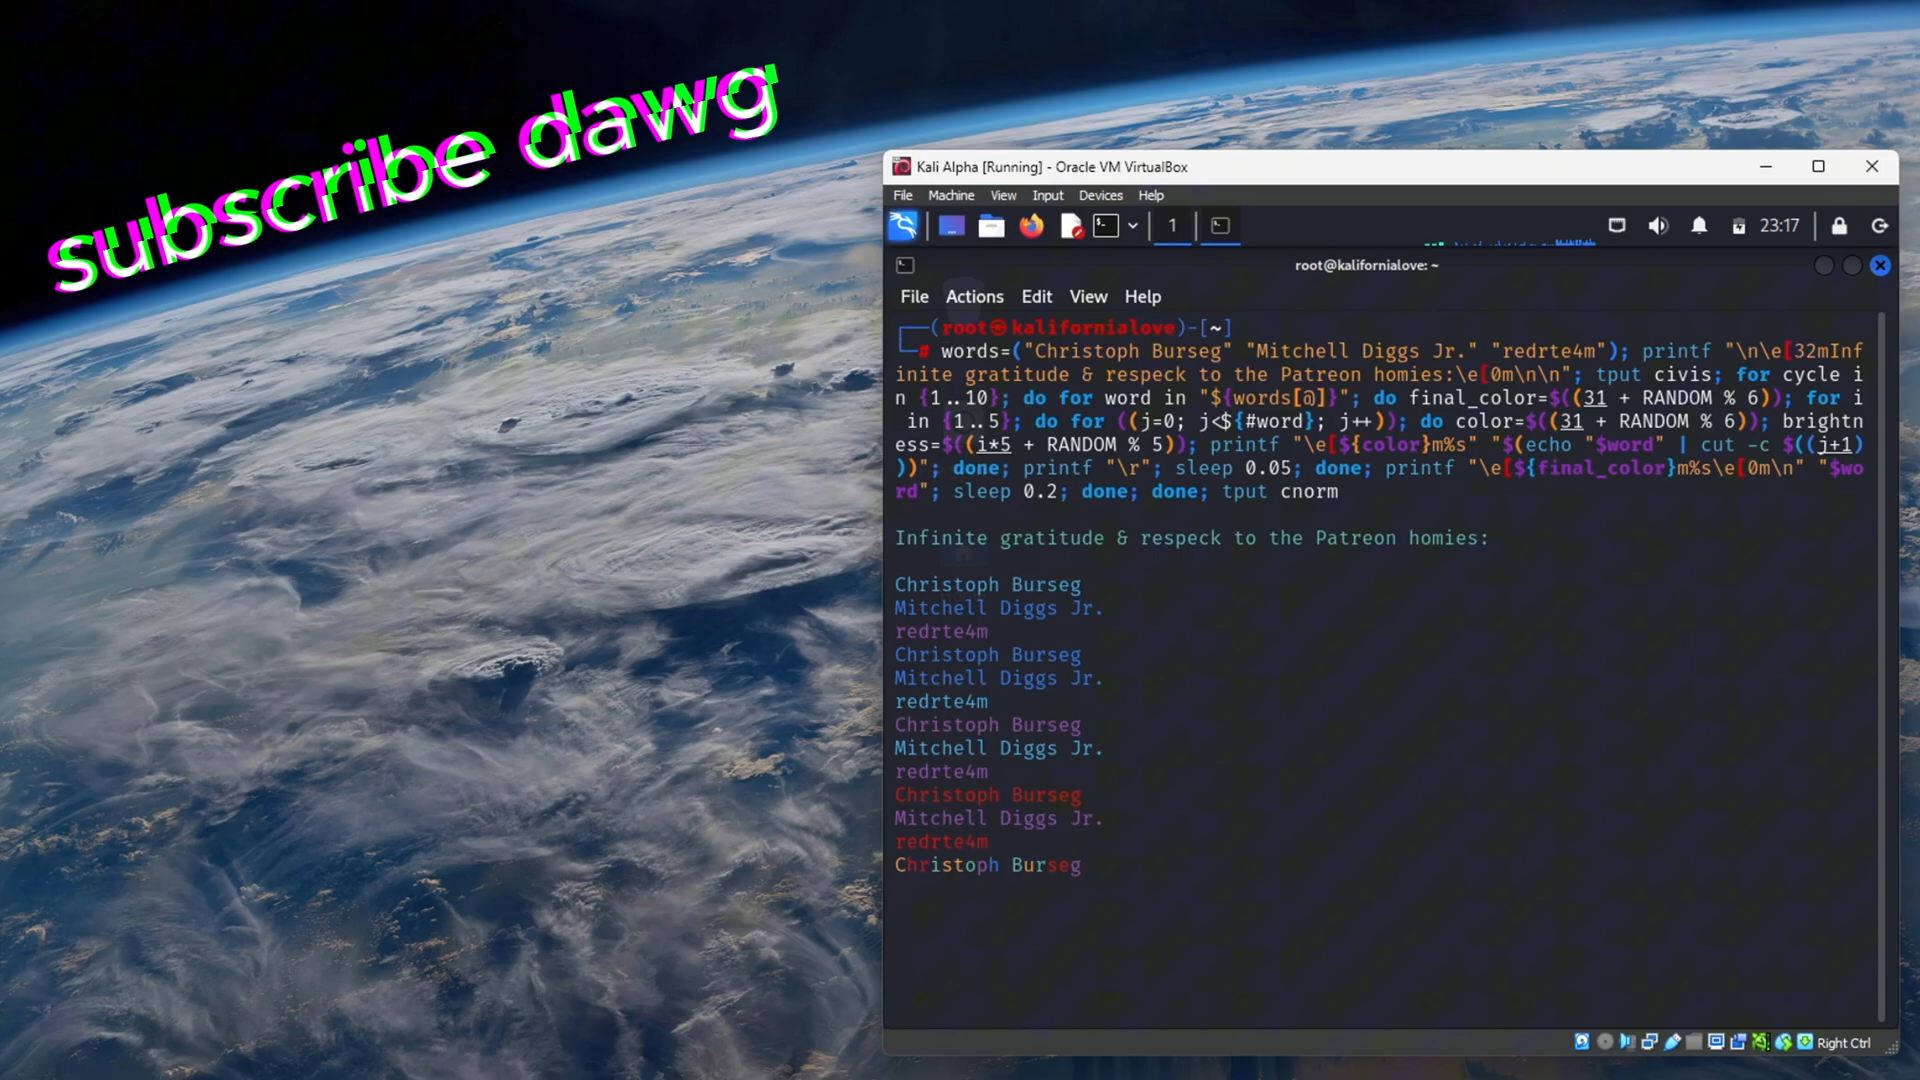 subscribe dawg
Kali Alpha [Running] - Oracle VM VirtualBox
File Machine View Input Devices Help
1
23:17
root@kalifornialove: ~
File Actions Edit View Help
┌──(root㉿kalifornialove)-[~]
└─# words=("Christoph Burseg" "Mitchell Diggs Jr." "redrte4m"); printf "\n\e[32mInf
inite gratitude & respeck to the Patreon homies:\e[0m\n\n"; tput civis; for cycle i
n {1..10}; do for word in "${words[@]}"; do final_color=$((31 + RANDOM % 6)); for i
in {1..5}; do for ((j=0; j<${#word}; j++)); do color=$((31 + RANDOM % 6)); brightn
ess=$((i*5 + RANDOM % 5)); printf "\e[${color}m%s" "$(echo "$word" | cut -c $((j+1)
))"; done; printf "\r"; sleep 0.05; done; printf "\e[${final_color}m%s\e[0m\n" "$wo
rd"; sleep 0.2; done; done; tput cnorm
Infinite gratitude & respeck to the Patreon homies:
Christoph Burseg
Mitchell Diggs Jr.
redrte4m
Christoph Burseg
Mitchell Diggs Jr.
redrte4m
Christoph Burseg
Mitchell Diggs Jr.
redrte4m
Christoph Burseg
Mitchell Diggs Jr.
redrte4m
Christoph Burseg
Right Ctrl